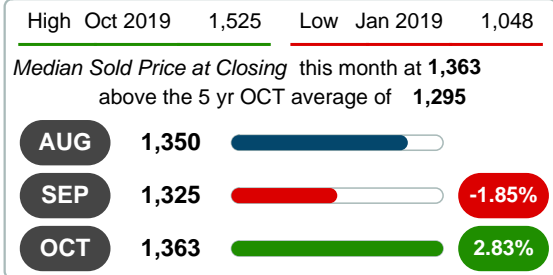 High Oct 2019 1,525 Low Jan 2019 1,048
Median Sold Price at Closing this month at 1,363
above the 5 yr OCT average of 1,295
AUG 1,350
SEP 1,325 -1.85%
OCT 1,363 2.83%